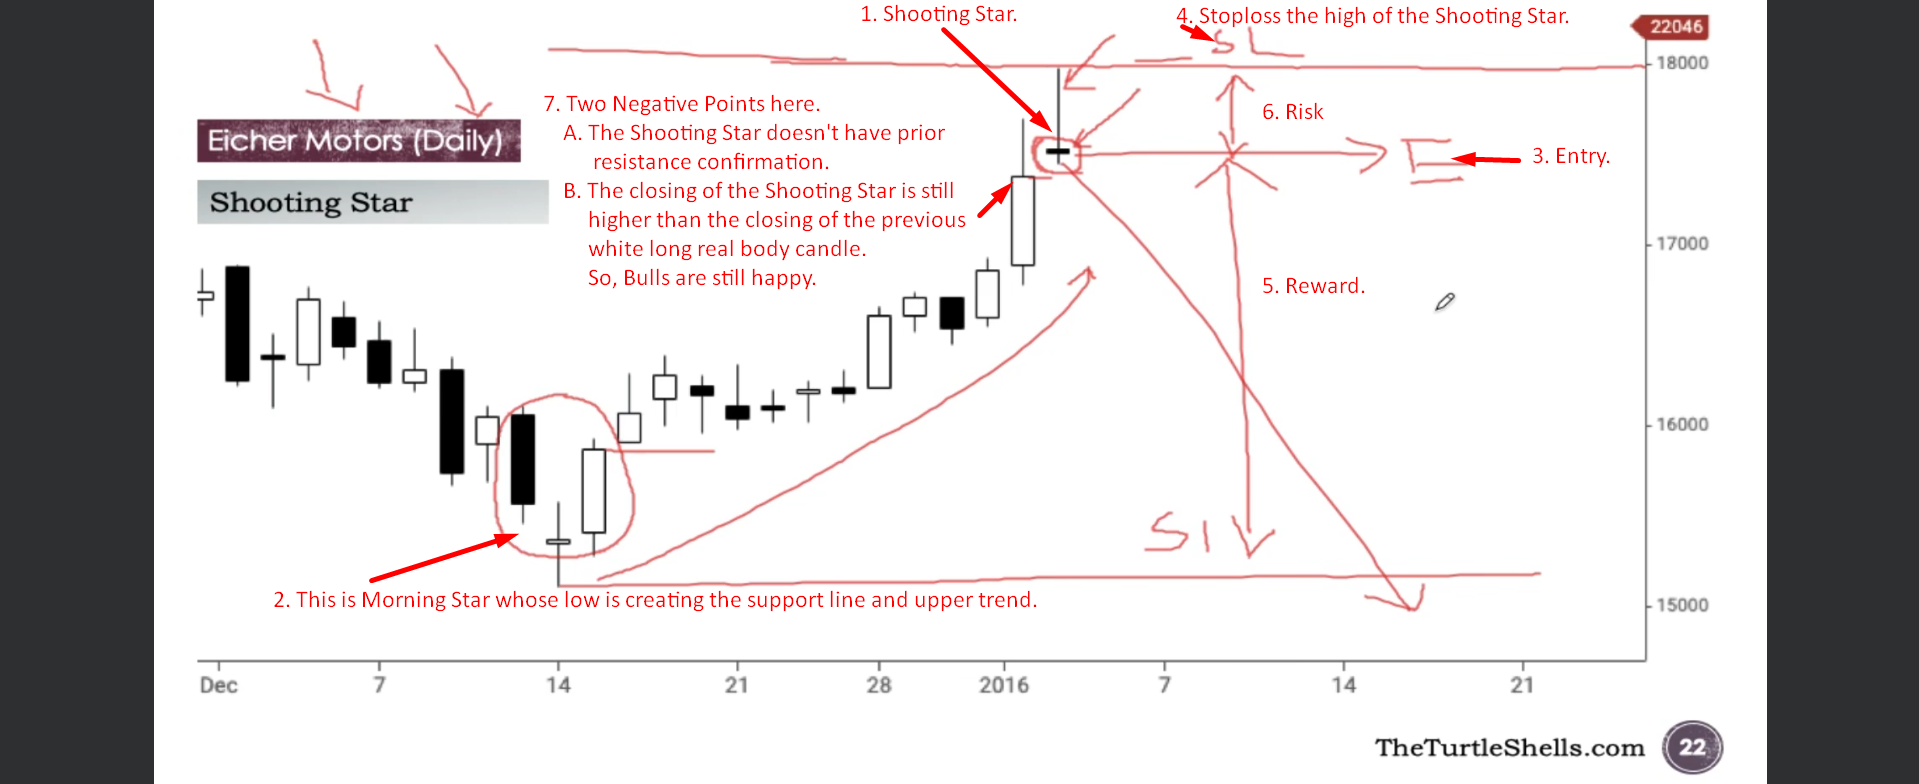 1. Shooting Star.
4. Stoploss the high of the Shooting Star.
SL
22046
18000
7. Two Negative Points here.
A. The Shooting Star doesn't have prior
resistance confirmation.
B. The closing of the Shooting Star is still
higher than the closing of the previous
white long real body candle.
So, Bulls are still happy.
6. Risk
Eicher Motors (Daily)
E
3. Entry.
Shooting Star
17000
5. Reward.
16000
S1
2. This is Morning Star whose low is creating the support line and upper trend.
15000
Dec 7 14 21 28 2016 7 14 21
TheTurtleShells.com 22